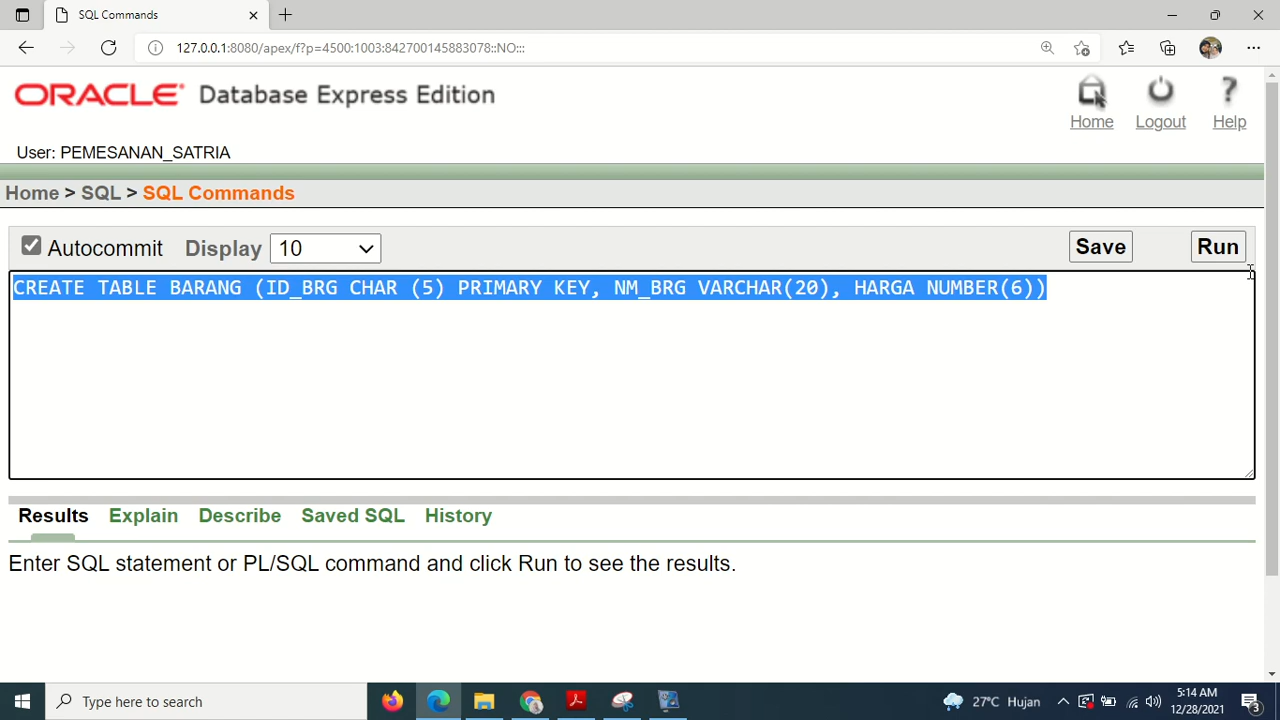 SQL Commands
127.0.0.1:8080/apex/f?p=4500:1003:842700145883078::NO:::
ORACLE Database Express Edition
Home Logout Help
User: PEMESANAN_SATRIA
Home > SQL > SQL Commands
Autocommit Display 10 Save Run
CREATE TABLE BARANG (ID_BRG CHAR (5) PRIMARY KEY, NM_BRG VARCHAR(20), HARGA NUMBER(6))
Results Explain Describe Saved SQL History
Enter SQL statement or PL/SQL command and click Run to see the results.
Type here to search
27°C Hujan
5:14 AM
12/28/2021
3